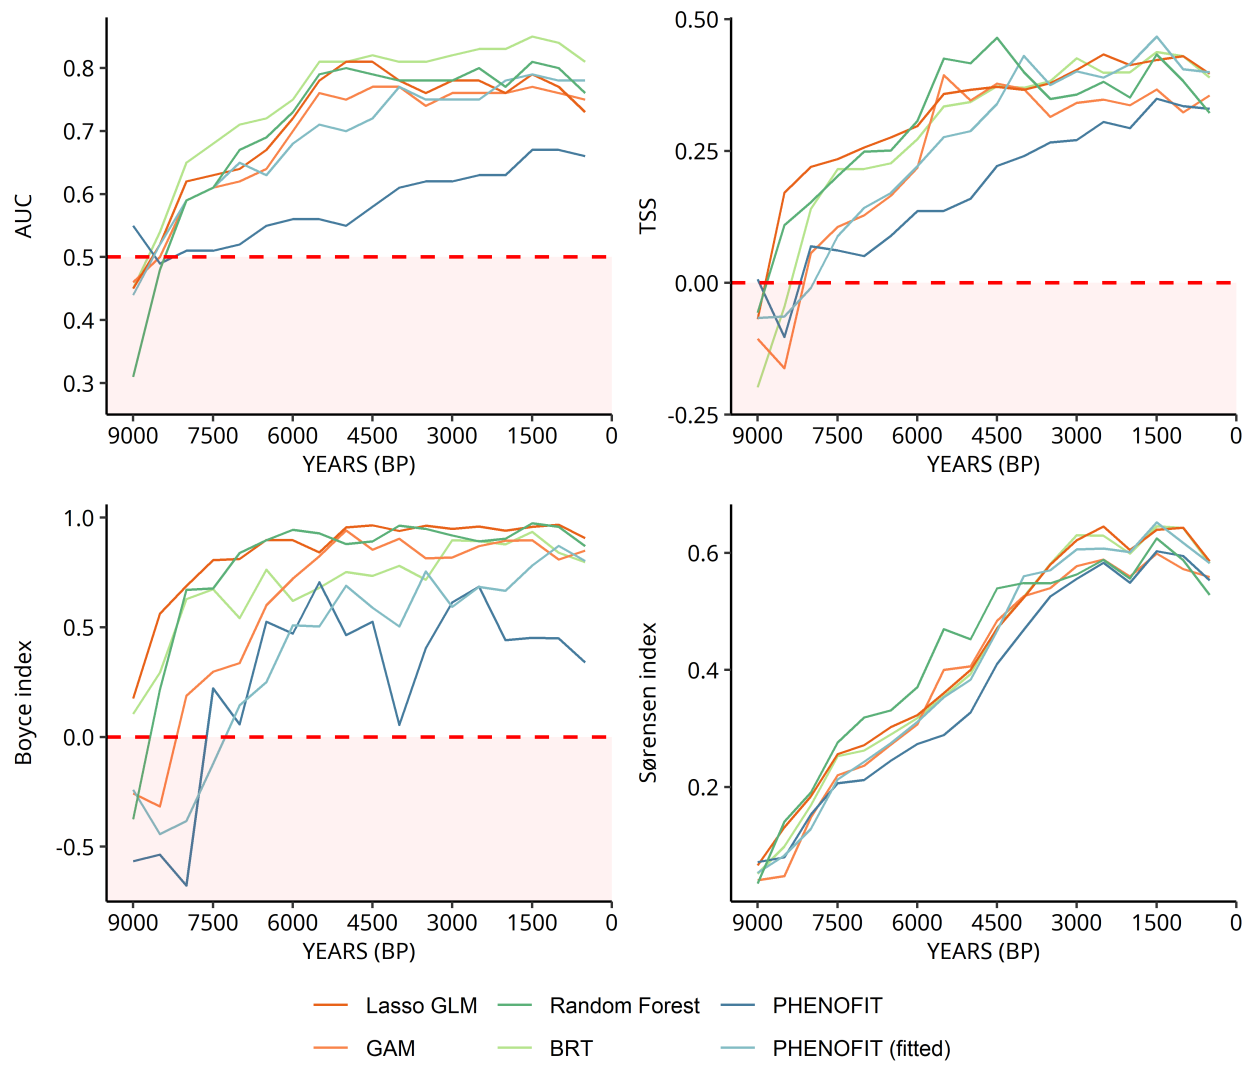 AUC
0.8
0.7
0.6
0.5
0.4
0.3
9000 7500 6000 4500 3000 1500 0
YEARS (BP)
TSS
0.50
0.25
0.00
-0.25
9000 7500 6000 4500 3000 1500 0
YEARS (BP)
Boyce index
1.0
0.5
0.0
-0.5
9000 7500 6000 4500 3000 1500 0
YEARS (BP)
Sørensen index
0.6
0.4
0.2
9000 7500 6000 4500 3000 1500 0
YEARS (BP)
Lasso GLM Random Forest PHENOFIT
GAM BRT PHENOFIT (fitted)